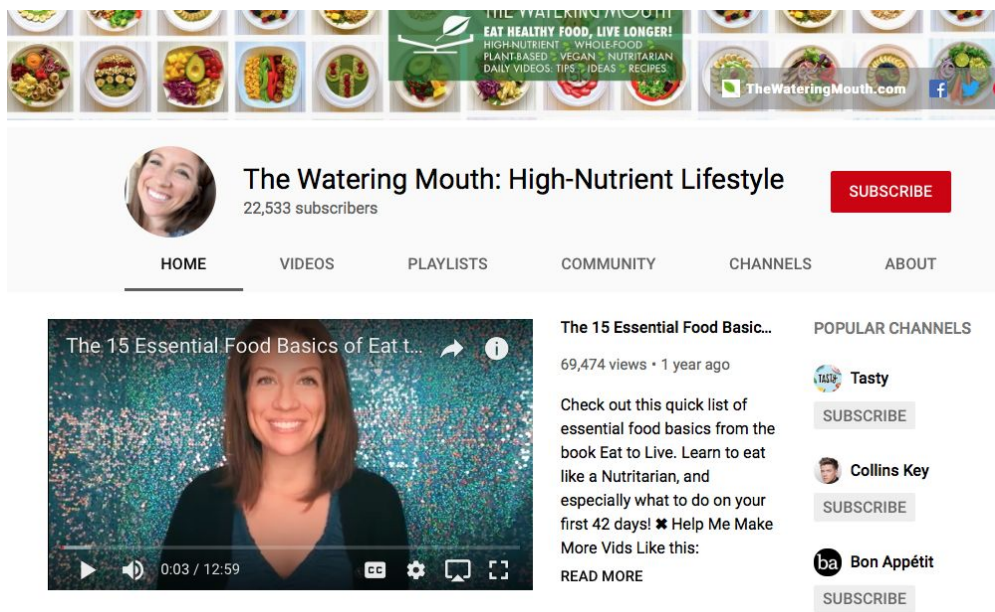 THE WATERING MOUTH
EAT HEALTHY FOOD, LIVE LONGER!
HIGH-NUTRIENT WHOLE-FOOD
PLANT-BASED VEGAN NUTRITARIAN
DAILY VIDEOS: TIPS IDEAS RECIPES
TheWateringMouth.com
The Watering Mouth: High-Nutrient Lifestyle
22,533 subscribers
SUBSCRIBE
HOME VIDEOS PLAYLISTS COMMUNITY CHANNELS ABOUT
The 15 Essential Food Basics of Eat t...
0:03 / 12:59
CC
The 15 Essential Food Basic...
69,474 views • 1 year ago
Check out this quick list of
essential food basics from the
book Eat to Live. Learn to eat
like a Nutritarian, and
especially what to do on your
first 42 days! ✖ Help Me Make
More Vids Like this:
READ MORE
POPULAR CHANNELS
TASTY
Tasty
SUBSCRIBE
Collins Key
SUBSCRIBE
ba
Bon Appétit
SUBSCRIBE